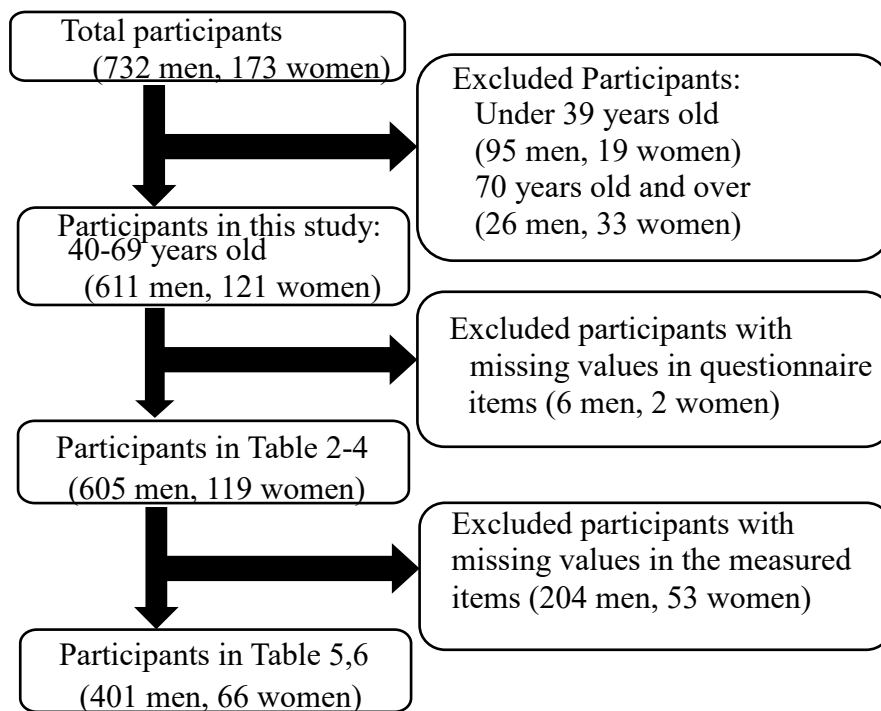 Total participants
(732 men, 173 women)
Excluded Participants:
Under 39 years old
(95 men, 19 women)
70 years old and over
(26 men, 33 women)
Participants in this study:
40-69 years old
(611 men, 121 women)
Excluded participants with
missing values in questionnaire
items (6 men, 2 women)
Participants in Table 2-4
(605 men, 119 women)
Excluded participants with
missing values in the measured
items (204 men, 53 women)
Participants in Table 5,6
(401 men, 66 women)